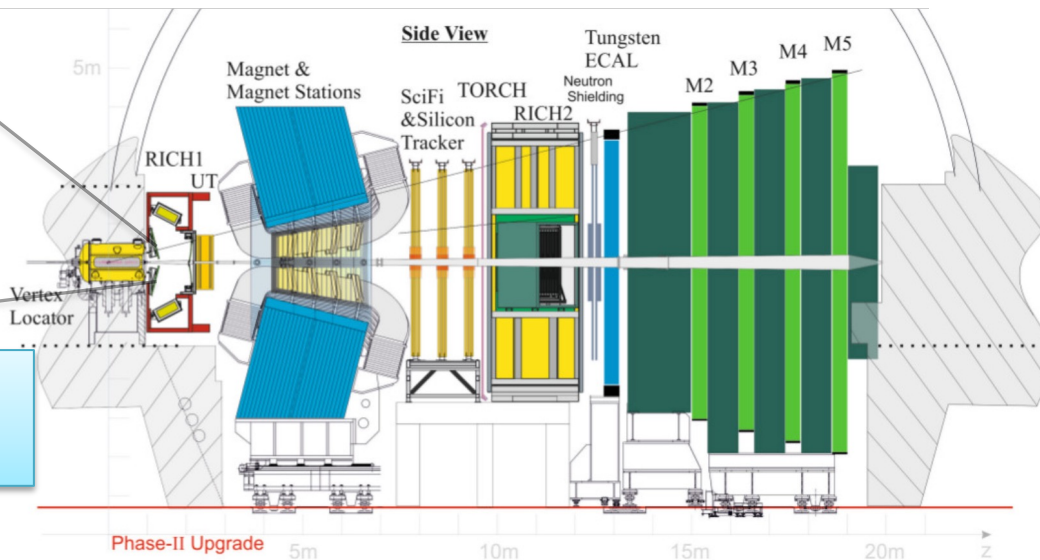 Side View
5m
Magnet &
Magnet Stations
SciFi
&Silicon
Tracker
TORCH
RICH2
Neutron
Shielding
Tungsten
ECAL
M2
M3
M4
M5
RICH1
UT
Vertex
Locator
Phase-II Upgrade
5m
10m
15m
20m
z